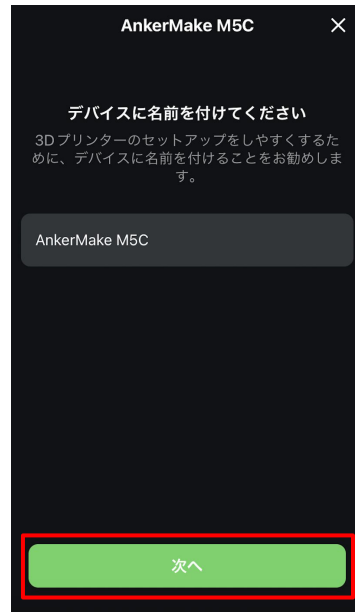 AnkerMake M5C
デバイスに名前を付けてください
3Dプリンターのセットアップをしやすくするた
めに、デバイスに名前を付けることをお勧めしま
す。
AnkerMake M5C
次へ